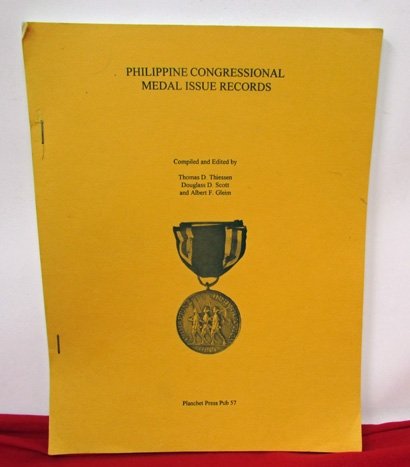 PHILIPPINE CONGRESSIONAL
MEDAL ISSUE RECORDS
Compiled and Edited by
Thomas D. Thiessen
Douglass D. Scott
and Albert F. Gleim
Planchet Press Pub 57